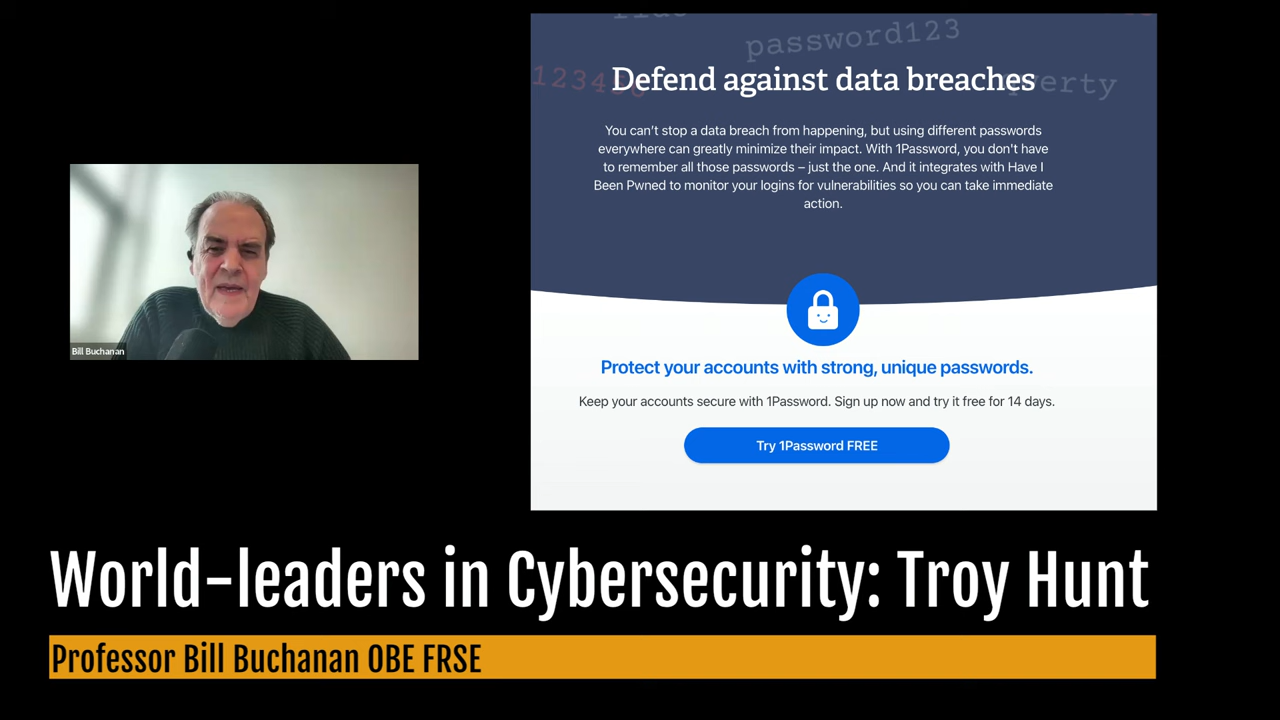 password123
123456
Defend against data breaches
You can't stop a data breach from happening, but using different passwords
everywhere can greatly minimize their impact. With 1Password, you don't have
to remember all those passwords – just the one. And it integrates with Have I
Been Pwned to monitor your logins for vulnerabilities so you can take immediate
action.
Bill Buchanan
Protect your accounts with strong, unique passwords.
Keep your accounts secure with 1Password. Sign up now and try it free for 14 days.
Try 1Password FREE
World-leaders in Cybersecurity: Troy Hunt
Professor Bill Buchanan OBE FRSE